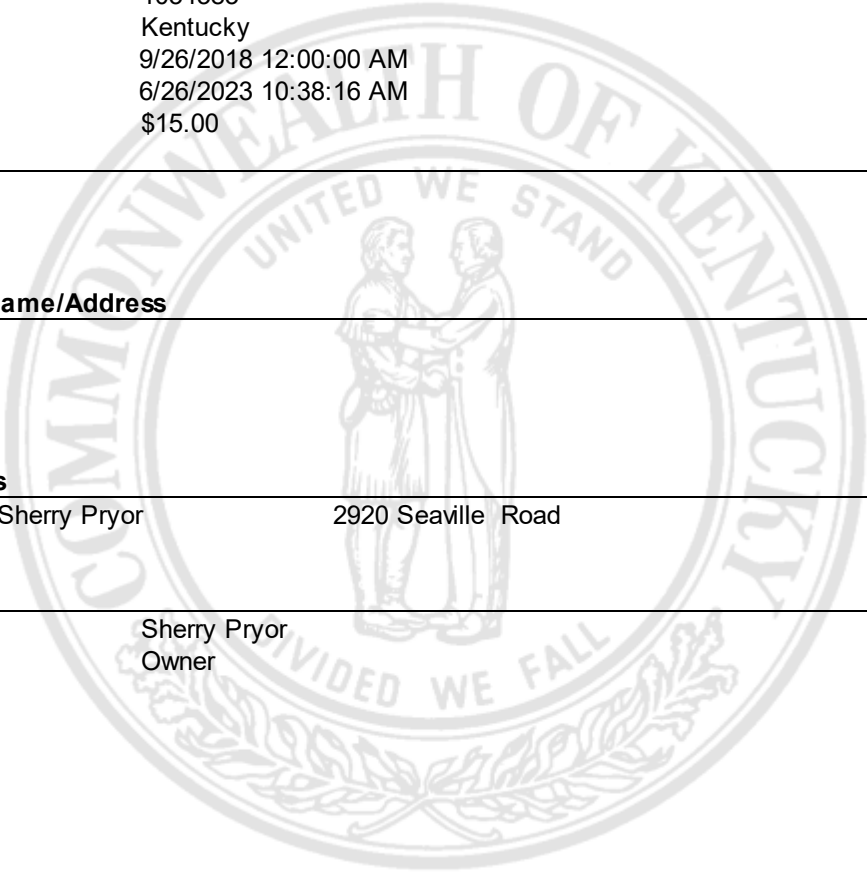 Kentucky
9/26/2018 12:00:00 AM
6/26/2023 10:38:16 AM
$15.00
ame/Address
s
Sherry Pryor 2920 Seaville Road
Sherry Pryor
Owner
COMMONWEALTH OF KENTUCKY
UNITED WE STAND
DIVIDED WE FALL